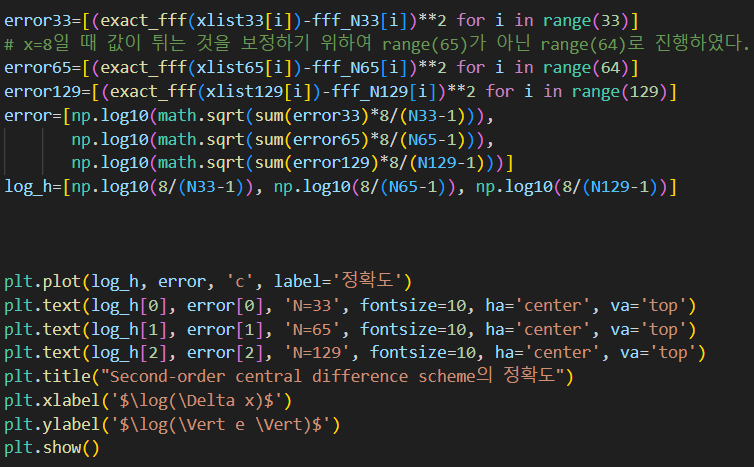 error33=[(exact_fff(xlist33[i])-fff_N33[i])**2 for i in range(33)]
# x=8일 때 값이 튀는 것을 보정하기 위하여 range(65)가 아닌 range(64)로 진행하였다.
error65=[(exact_fff(xlist65[i])-fff_N65[i])**2 for i in range(64)]
error129=[(exact_fff(xlist129[i])-fff_N129[i])**2 for i in range(129)]
error=[np.log10(math.sqrt(sum(error33)*8/(N33-1))),
np.log10(math.sqrt(sum(error65)*8/(N65-1))),
np.log10(math.sqrt(sum(error129)*8/(N129-1)))]
log_h=[np.log10(8/(N33-1)), np.log10(8/(N65-1)), np.log10(8/(N129-1))]
plt.plot(log_h, error, 'c', label='정확도')
plt.text(log_h[0], error[0], 'N=33', fontsize=10, ha='center', va='top')
plt.text(log_h[1], error[1], 'N=65', fontsize=10, ha='center', va='top')
plt.text(log_h[2], error[2], 'N=129', fontsize=10, ha='center', va='top')
plt.title("Second-order central difference scheme의 정확도")
plt.xlabel('$\log(\Delta x)$')
plt.ylabel('$\log(\Vert e \Vert)$')
plt.show()